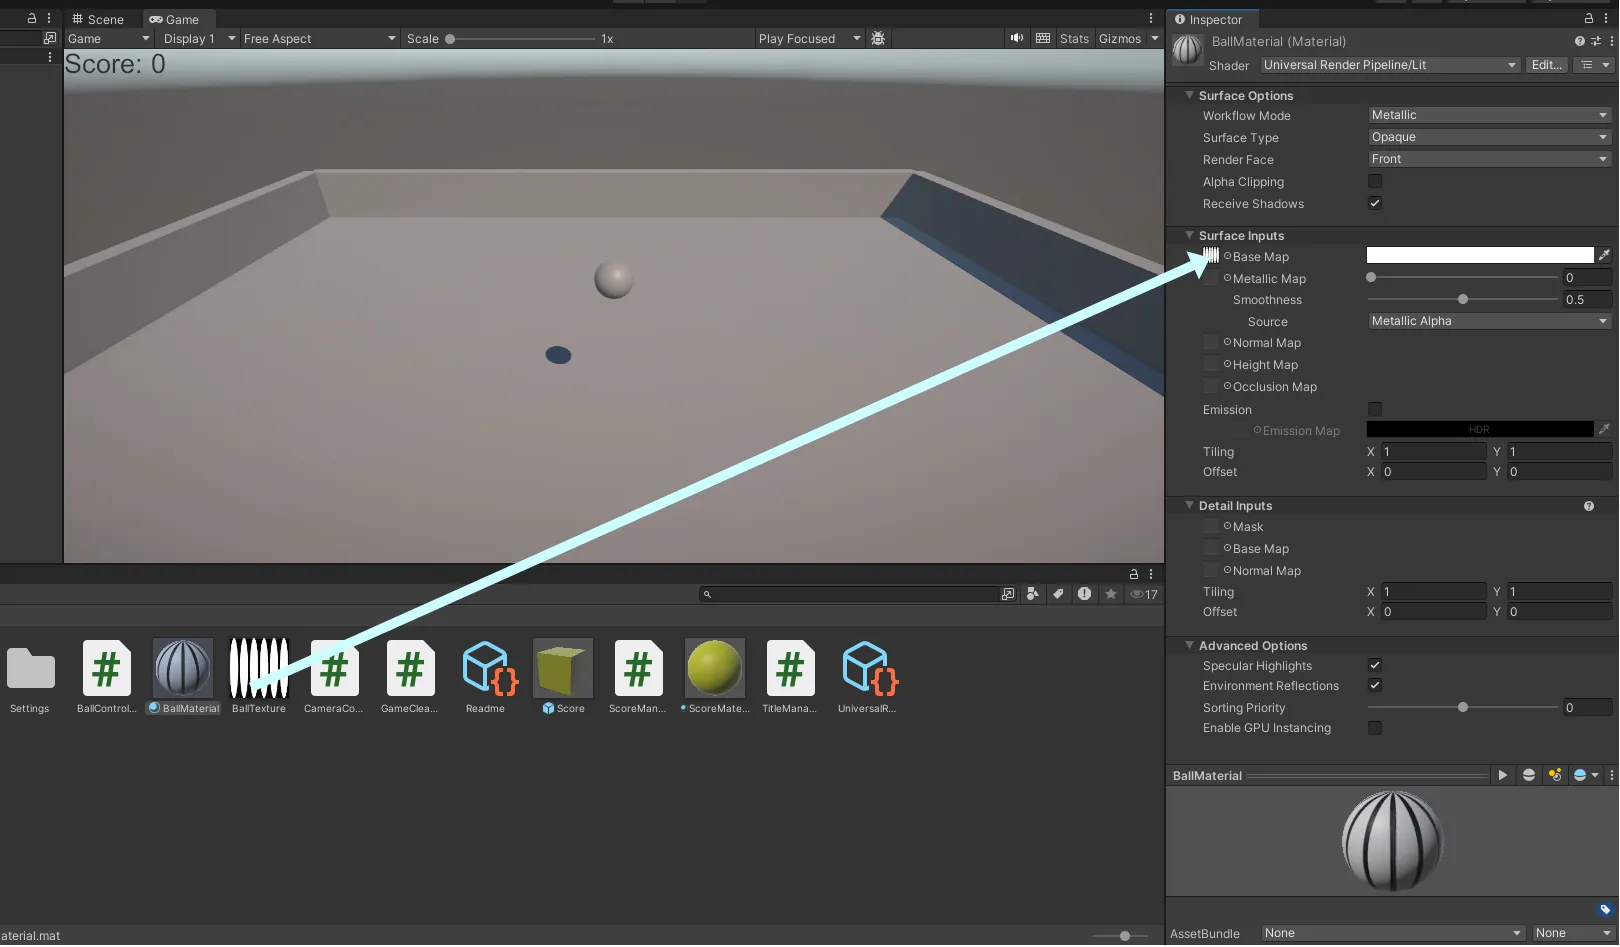 Scene
Game
Inspector
Game
Display 1
Free Aspect
Scale
1x
Play Focused
Stats
Gizmos
BallMaterial (Material)
Shader
Universal Render Pipeline/Lit
Edit...
Score: 0
Surface Options
Workflow Mode
Metallic
Surface Type
Opaque
Render Face
Front
Alpha Clipping
Receive Shadows
Surface Inputs
Base Map
Metallic Map
0
Smoothness
0.5
Source
Metallic Alpha
Normal Map
Height Map
Occlusion Map
Emission
Emission Map
HDR
Tiling
X 1
Y 1
Offset
X 0
Y 0
Detail Inputs
Mask
Base Map
Normal Map
Tiling
X 1
Y 1
Offset
X 0
Y 0
Advanced Options
Specular Highlights
Environment Reflections
Sorting Priority
0
Enable GPU Instancing
17
Settings
BallControl...
BallMaterial
BallTexture
CameraCo...
GameClea...
Readme
Score
ScoreMan...
ScoreMate...
TitleMana...
UniversalR...
BallMaterial
aterial.mat
AssetBundle
None
None